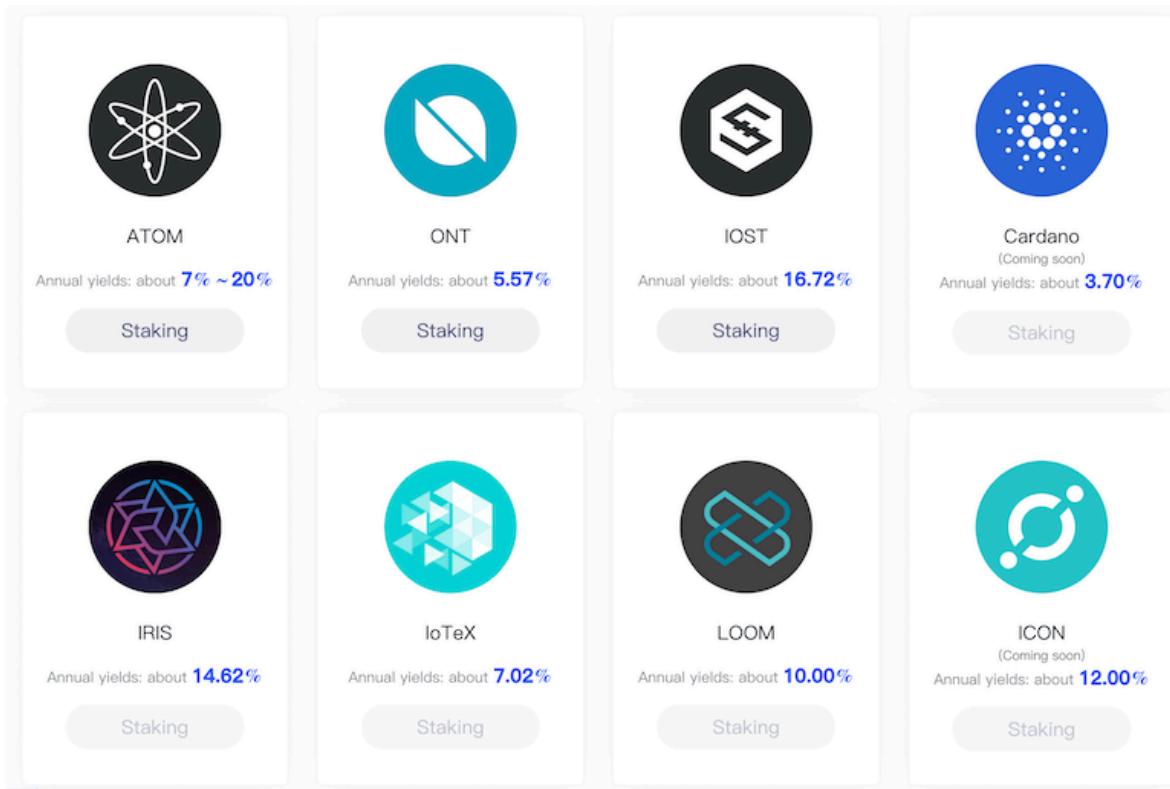 ATOM
Annual yields: about 7% ~ 20%
Staking
ONT
Annual yields: about 5.57%
Staking
IOST
Annual yields: about 16.72%
Staking
Cardano
(Coming soon)
Annual yields: about 3.70%
Staking
IRIS
Annual yields: about 14.62%
Staking
IoTeX
Annual yields: about 7.02%
Staking
LOOM
Annual yields: about 10.00%
Staking
ICON
(Coming soon)
Annual yields: about 12.00%
Staking